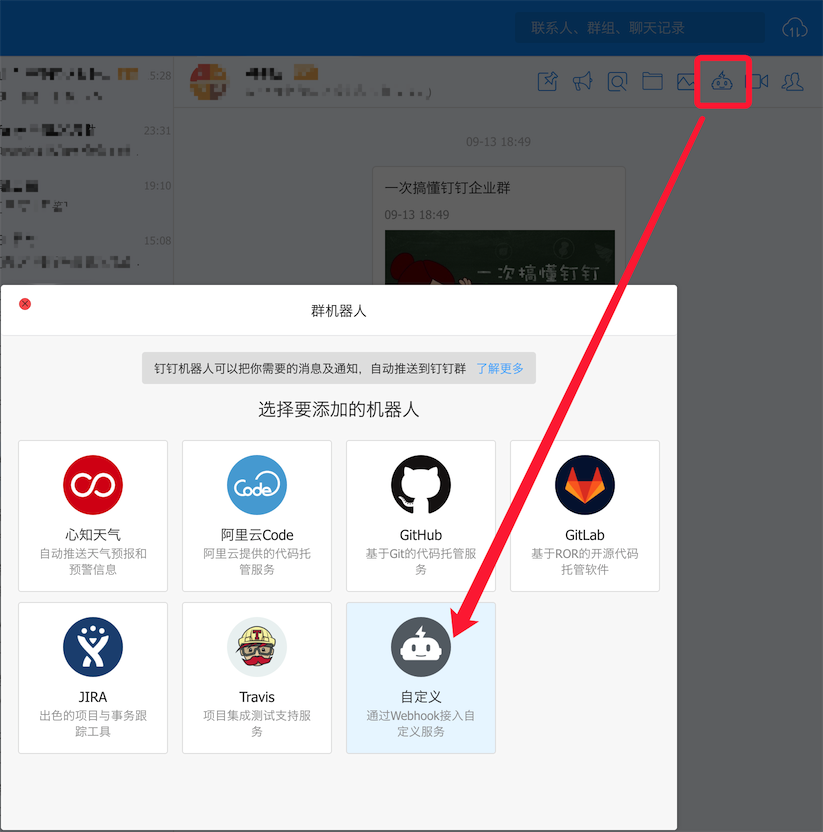 联系人、群组、聊天记录
5:28
23:31
19:10
15:08
09-13 18:49
一次搞懂钉钉企业群
09-13 18:49
一次搞懂钉钉
群机器人
钉钉机器人可以把你需要的消息及通知，自动推送到钉钉群 了解更多
选择要添加的机器人
心知天气
自动推送天气预报和
预警信息
Code
阿里云Code
阿里云提供的代码托
管服务
GitHub
基于Git的代码托管服
务
GitLab
基于ROR的开源代码
托管软件
JIRA
出色的项目与事务跟
踪工具
T
Travis
项目集成测试支持服
务
自定义
通过Webhook接入自
定义服务